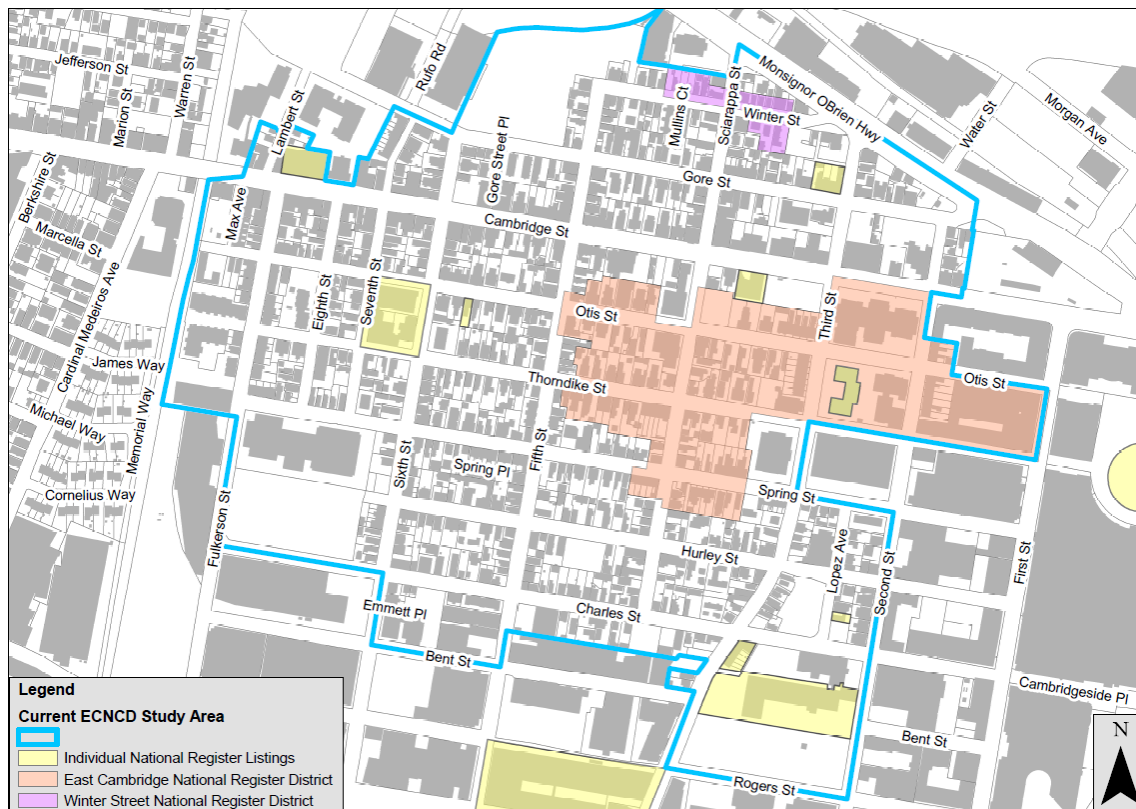 Jefferson St
Marion St
Warren St
Lambert St
Rufo Rd
Gore Street Pl
Mullins Ct
Sciarappa St
Monsignor OBrien Hwy
Winter St
Water St
Morgan Ave
Berkshire St
Marcella St
Max Ave
Gore St
Cambridge St
Cardinal Medeiros Ave
Eighth St
Seventh St
Otis St
Third St
James Way
Thorndike St
Otis St
Michael Way
Memorial Way
Cornelius Way
Sixth St
Spring Pl
Fifth St
Spring St
Fulkerson St
Hurley St
Lopez Ave
Second St
First St
Emmett Pl
Charles St
Bent St
Cambridgeside Pl
Bent St
Rogers St
Legend
Current ECNCD Study Area
Individual National Register Listings
East Cambridge National Register District
Winter Street National Register District
N